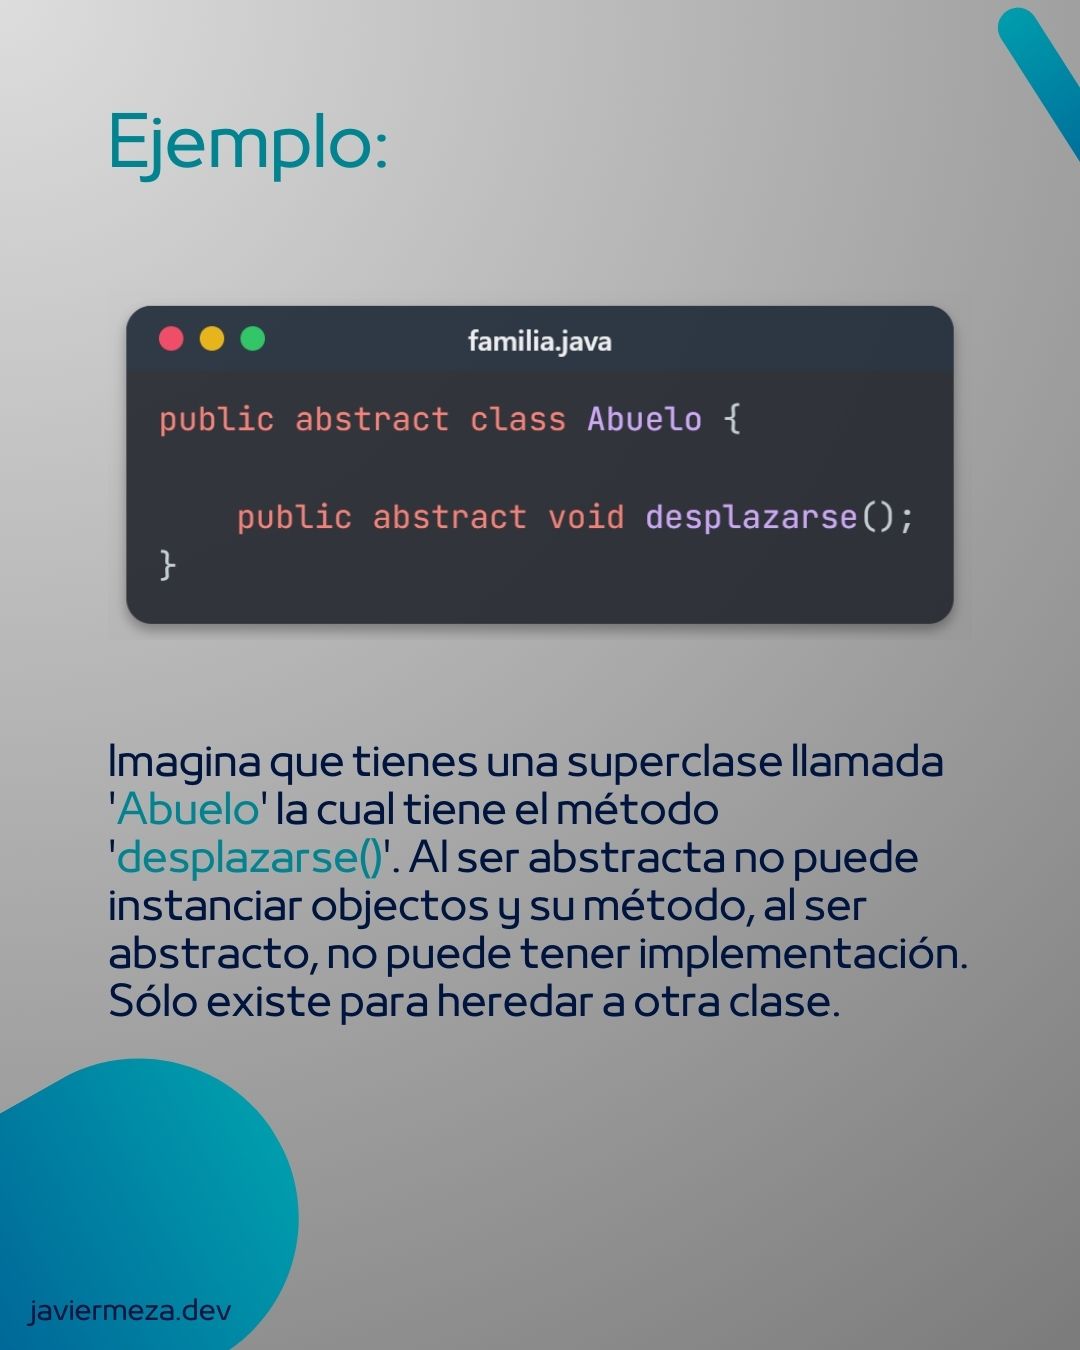 Ejemplo:
familia.java
public abstract class Abuelo {
    public abstract void desplazarse();
}
Imagina que tienes una superclase llamada
'Abuelo' la cual tiene el método
'desplazarse()'. Al ser abstracta no puede
instanciar objectos y su método, al ser
abstracto, no puede tener implementación.
Sólo existe para heredar a otra clase.
javiermeza.dev